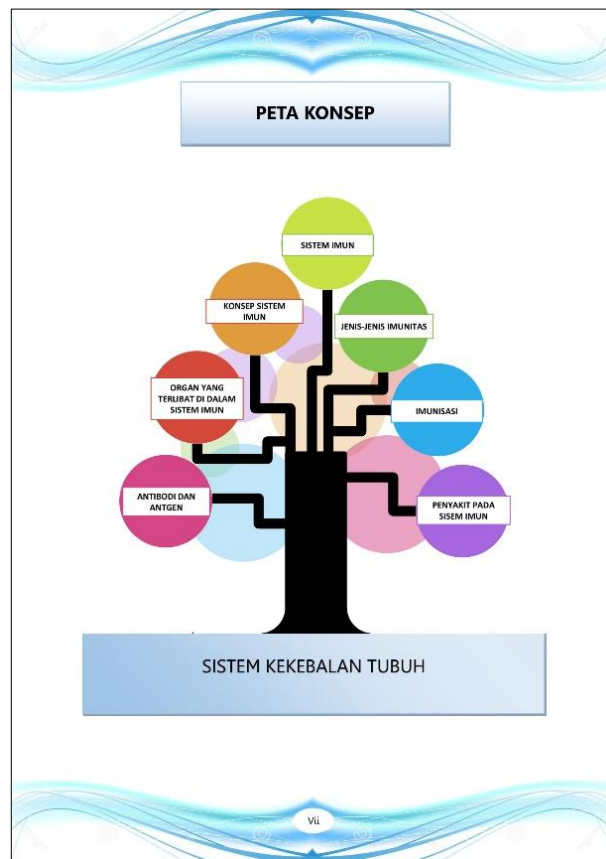 PETA KONSEP
SISTEM IMUN
KONSEP SISTEM
IMUN
JENIS-JENIS IMUNITAS
ORGAN YANG
TERLIBAT DI DALAM
SISTEM IMUN
IMUNISASI
ANTIBODI DAN
ANTGEN
PENYAKIT PADA
SISEM IMUN
SISTEM KEKEBALAN TUBUH
Vii